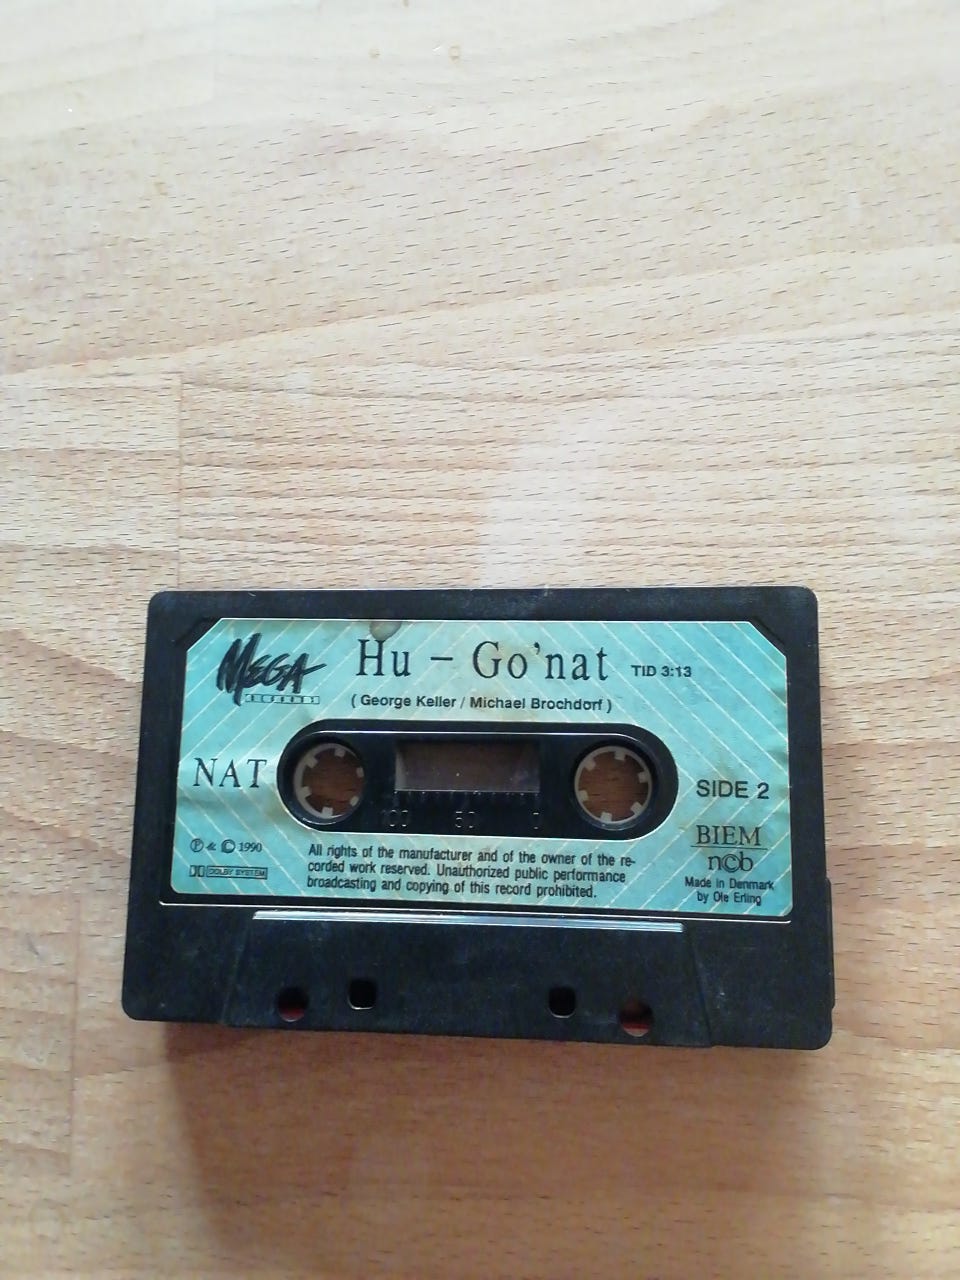 MEGA
RECORDS
Hu – Go'nat TID 3:13
( George Keller / Michael Brochdorf )
NAT
SIDE 2
100 50 0
℗ & © 1990
DOLBY SYSTEM
All rights of the manufacturer and of the owner of the re-
corded work reserved. Unauthorized public performance
broadcasting and copying of this record prohibited.
BIEM
n©b
Made in Denmark
by Ole Erling